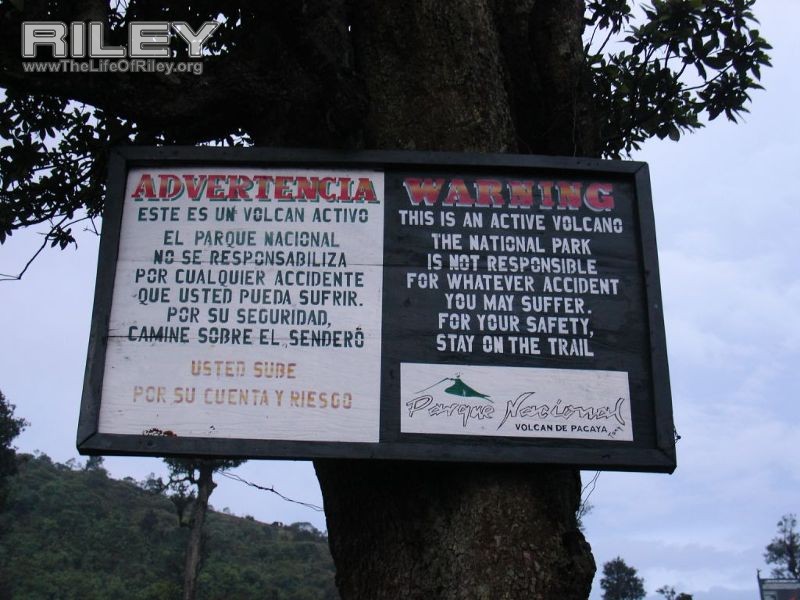 RILEY
www.TheLifeOfRiley.org
ADVERTENCIA
ESTE ES UN VOLCAN ACTIVO
EL PARQUE NACIONAL
NO SE RESPONSABILIZA
POR CUALQUIER ACCIDENTE
QUE USTED PUEDA SUFRIR.
POR SU SEGURIDAD,
CAMINE SOBRE EL SENDERO
USTED SUBE
POR SU CUENTA Y RIESGO
WARNING
THIS IS AN ACTIVE VOLCANO
THE NATIONAL PARK
IS NOT RESPONSIBLE
FOR WHATEVER ACCIDENT
YOU MAY SUFFER.
FOR YOUR SAFETY,
STAY ON THE TRAIL
Parque Nacional
VOLCAN DE PACAYA